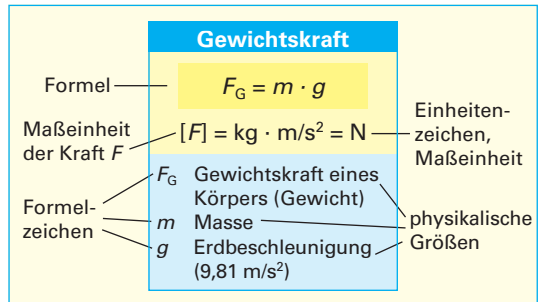 Gewichtskraft
Formel
F_G = m · g
Maßeinheit
der Kraft F
[F] = kg · m/s² = N
Einheiten-
zeichen,
Maßeinheit
Formel-
zeichen
F_G Gewichtskraft eines
Körpers (Gewicht)
m Masse
g Erdbeschleunigung
(9,81 m/s²)
physikalische
Größen